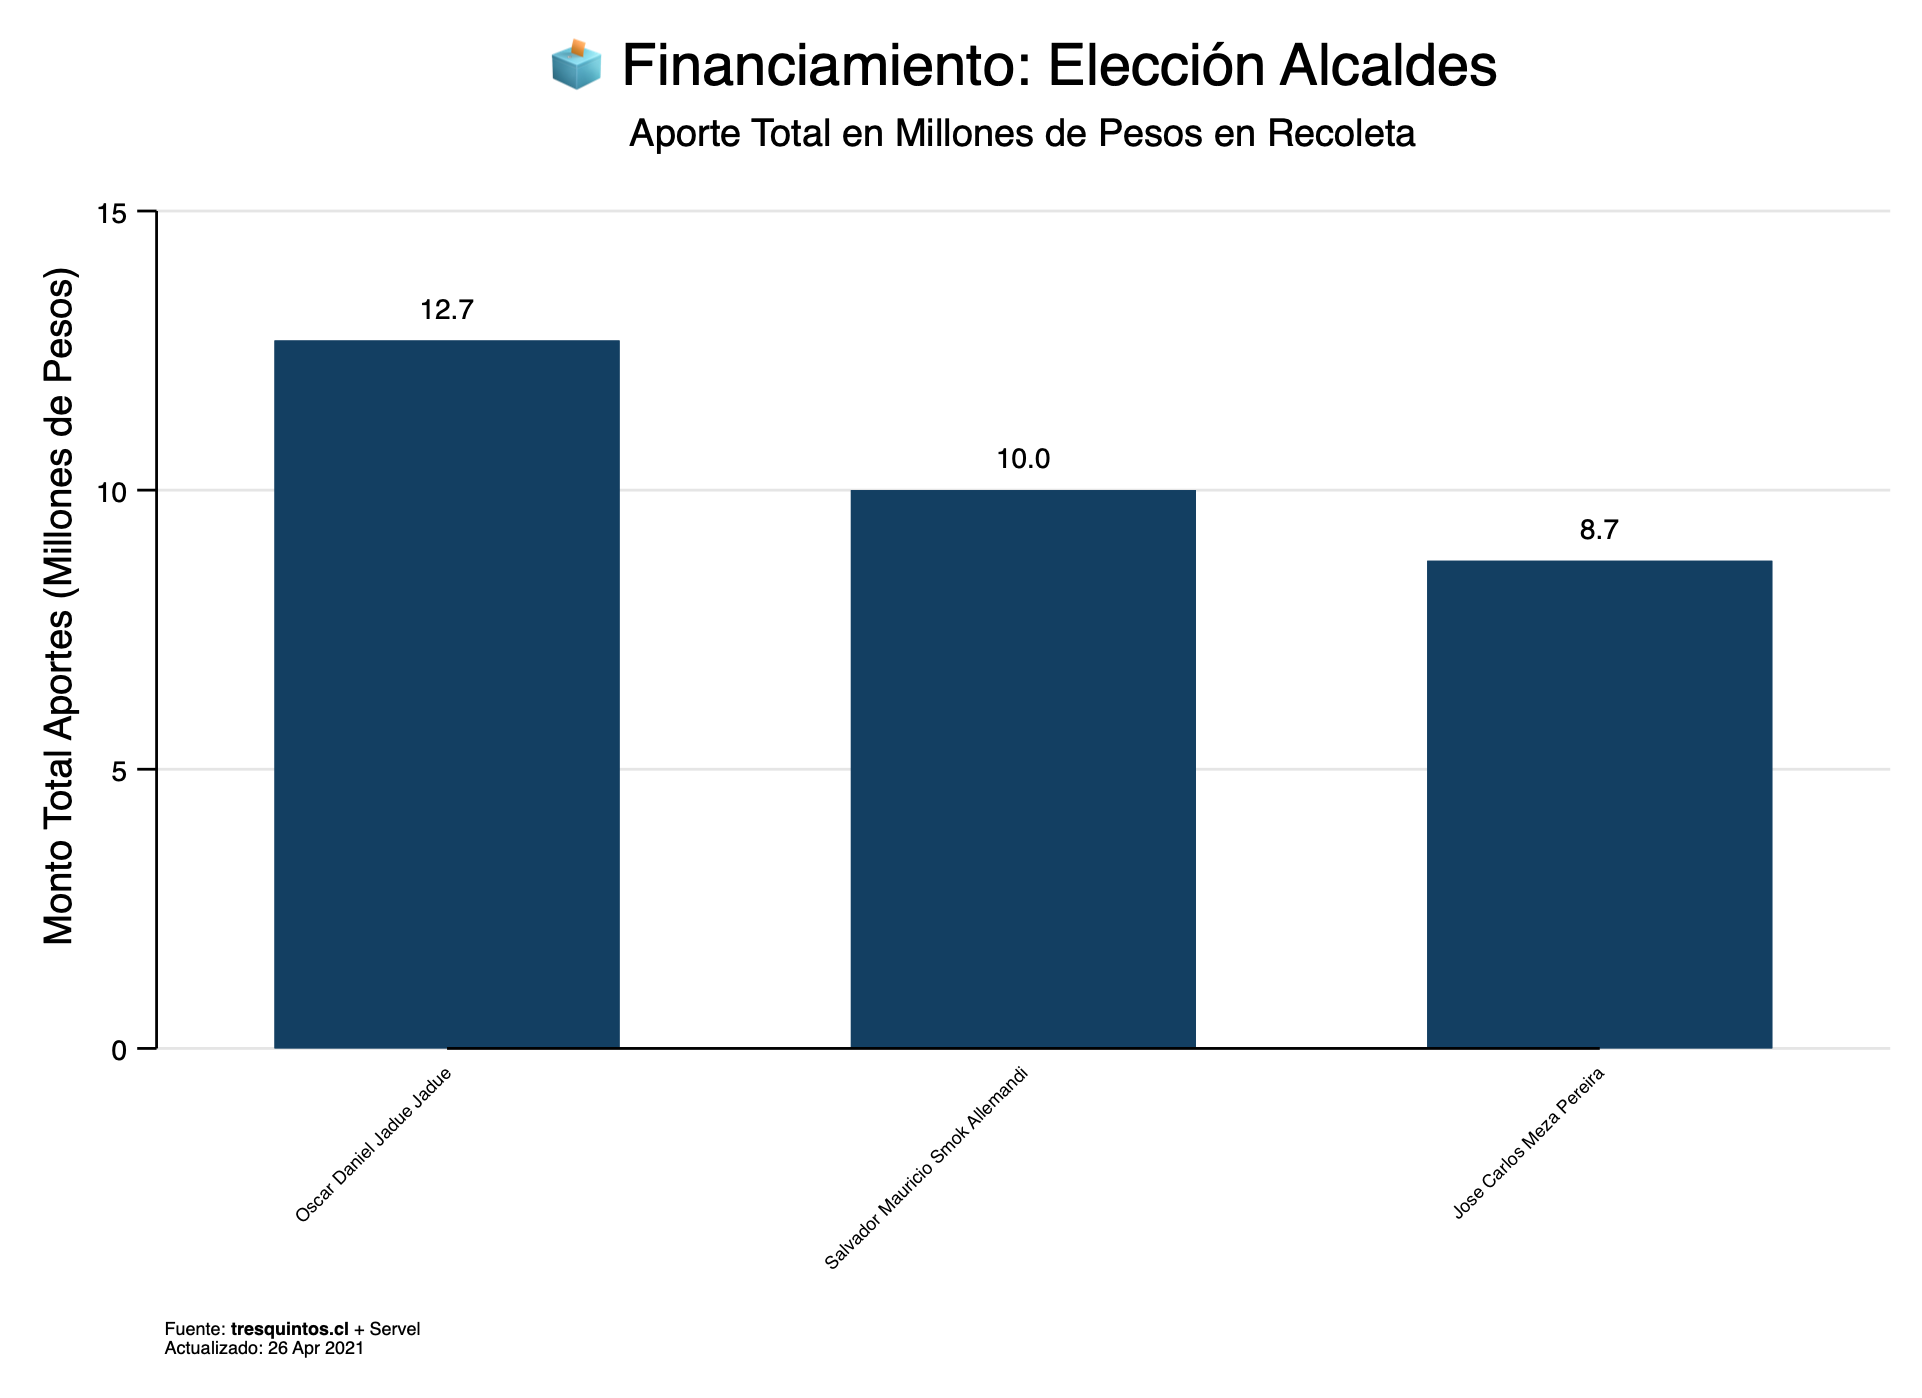 Financiamiento: Elección Alcaldes
Aporte Total en Millones de Pesos en Recoleta
Monto Total Aportes (Millones de Pesos)
15
10
5
0
12.7
10.0
8.7
Oscar Daniel Jadue Jadue
Salvador Mauricio Smok Allemandi
Jose Carlos Meza Pereira
Fuente: tresquintos.cl + Servel
Actualizado: 26 Apr 2021